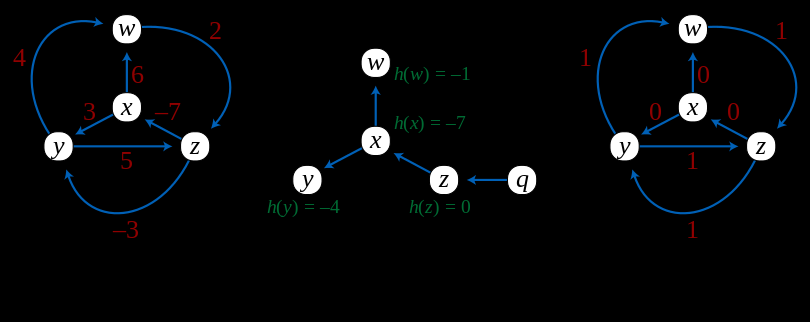 w
4
2
6
x
3
–7
y
z
5
–3
w
h(w) = –1
x
h(x) = –7
y
z
q
h(y) = –4
h(z) = 0
w
1
1
0
x
0
0
y
z
1
1